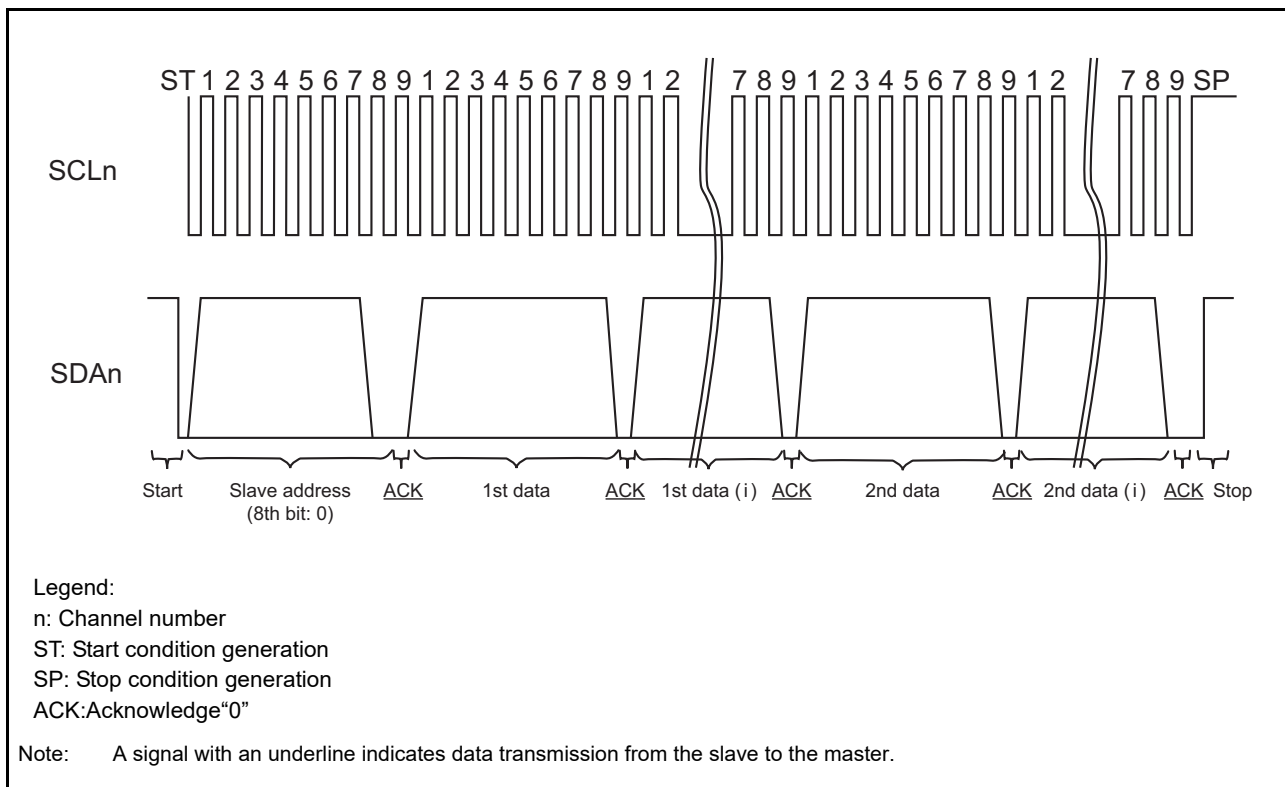 ST 1 2 3 4 5 6 7 8 9 1 2 3 4 5 6 7 8 9 1 2 7 8 9 1 2 3 4 5 6 7 8 9 1 2 7 8 9 SP
SCLn
SDAn
Start Slave address ACK 1st data ACK 1st data (i) ACK 2nd data ACK 2nd data (i) ACK Stop
(8th bit: 0)
Legend:
n: Channel number
ST: Start condition generation
SP: Stop condition generation
ACK:Acknowledge“0”
Note: A signal with an underline indicates data transmission from the slave to the master.